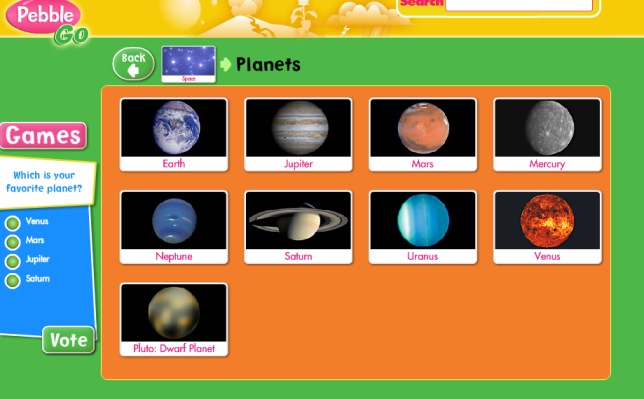 Pebble
Go
Search
Back
Space
Planets
Games
Which is your
favorite planet?
Venus
Mars
Jupiter
Saturn
Vote
Earth
Jupiter
Mars
Mercury
Neptune
Saturn
Uranus
Venus
Pluto: Dwarf Planet